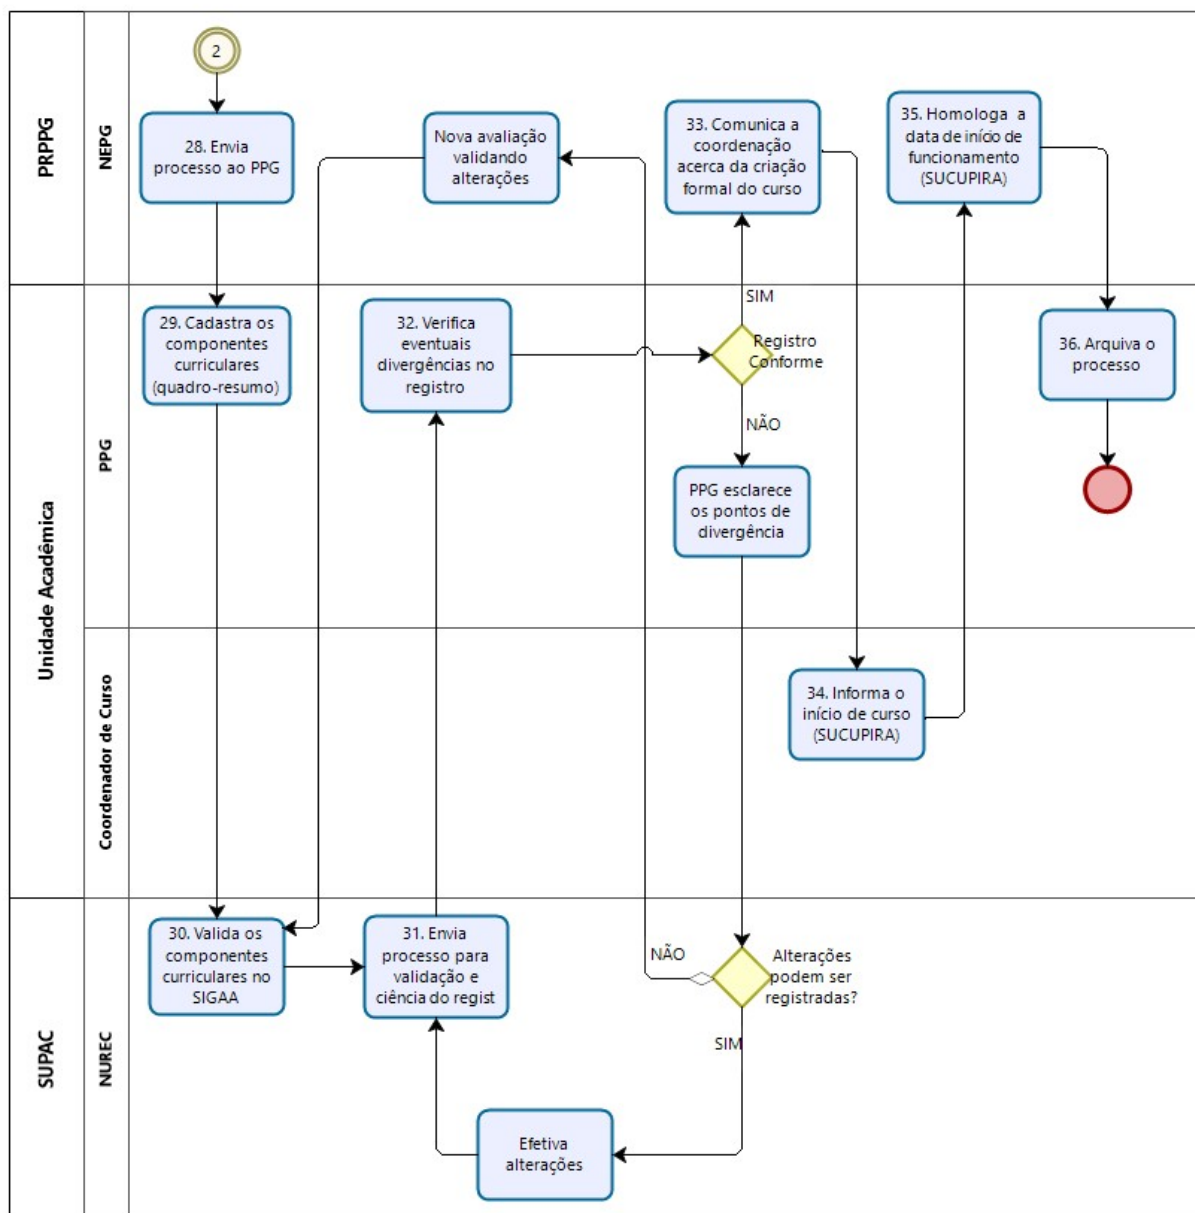 PRPPG
NEPG
2
28. Envia
processo ao PPG
Nova avaliação
validando
alterações
33. Comunica a
coordenação
acerca da criação
formal do curso
35. Homologa a
data de início de
funcionamento
(SUCUPIRA)
Unidade Acadêmica
PPG
29. Cadastra os
componentes
curriculares
(quadro-resumo)
32. Verifica
eventuais
divergências no
registro
SIM
Registro
Conforme
NÃO
36. Arquiva o
processo
PPG esclarece
os pontos de
divergência
Coordenador de Curso
34. Informa o
início de curso
(SUCUPIRA)
SUPAC
NUREC
30. Valida os
componentes
curriculares no
SIGAA
31. Envia
processo para
validação e
ciência do regist
NÃO
Alterações
podem ser
registradas?
SIM
Efetiva
alterações